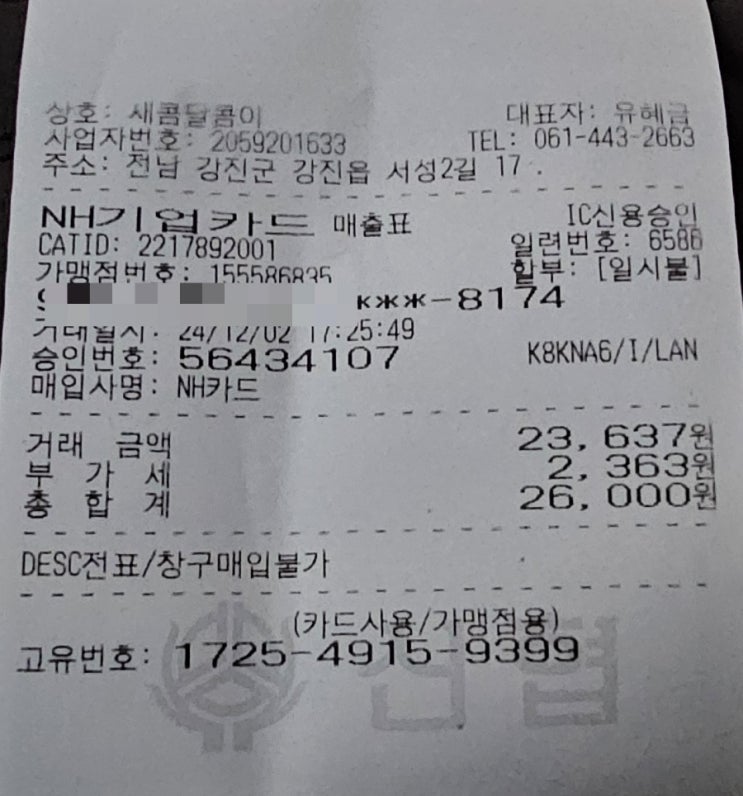 상호: 새콤달콤이 대표자: 유혜금
사업자번호: 2059201633 TEL: 061-443-2663
주소: 전남 강진군 강진읍 서성2길 17 .
NH기업카드 매출표 IC신용승인
CATID: 2217892001 일련번호: 6586
가맹점번호: 155586835 할부: [일시불]
-8174
거래일시: 24/12/02 17:25:49
승인번호: 56434107 K8KNA6/I/LAN
매입사명: NH카드
거래 금액 23,637원
부 가 세 2,363원
총 합 계 26,000원
DESC전표/창구매입불가
(카드사용/가맹점용)
고유번호: 1725-4915-9399
신협